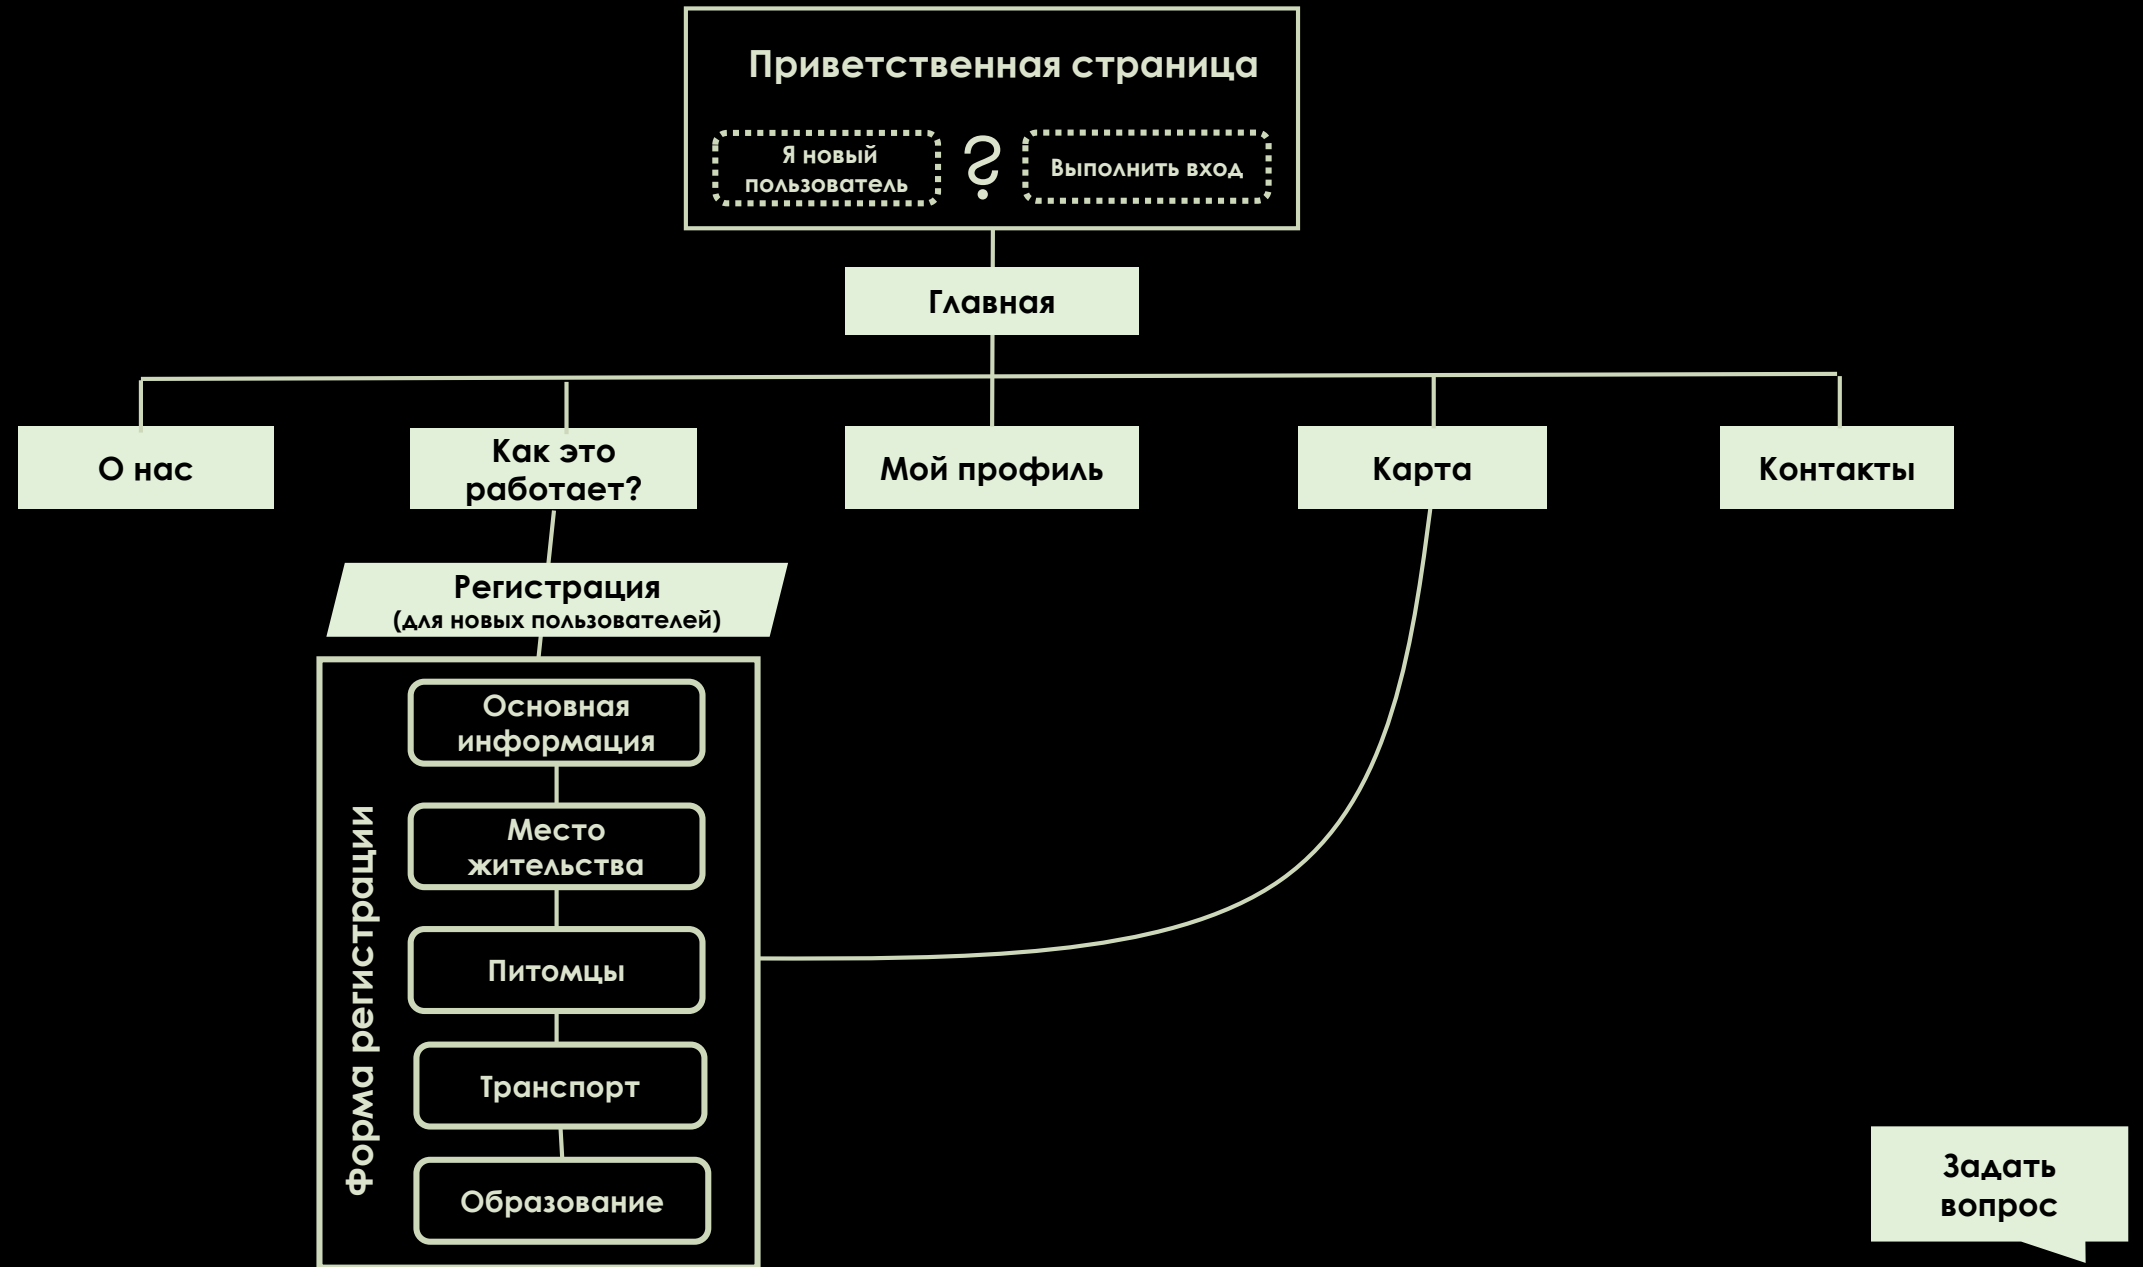 Приветственная страница
Я новый
пользователь
?
Выполнить вход
Главная
О нас
Как это
работает?
Мой профиль
Карта
Контакты
Регистрация
(для новых пользователей)
Форма регистрации
Основная
информация
Место
жительства
Питомцы
Транспорт
Образование
Задать
вопрос